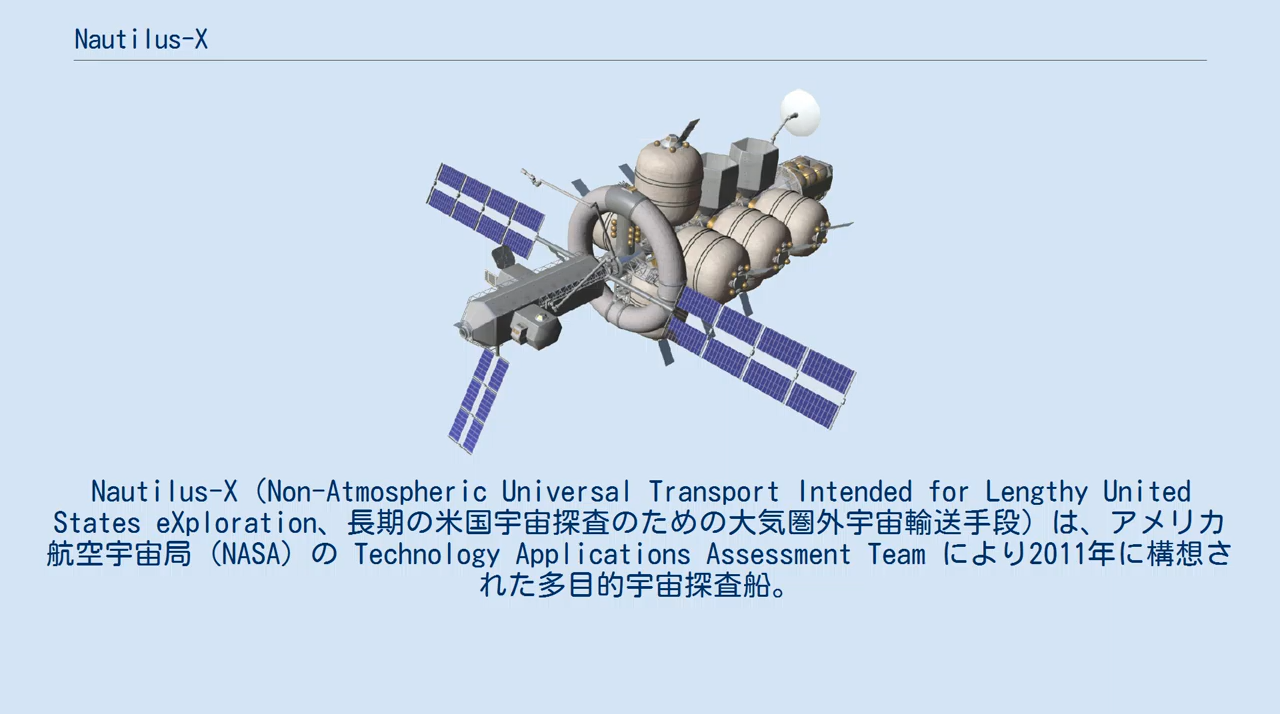 Nautilus-X
Nautilus-X（Non-Atmospheric Universal Transport Intended for Lengthy United
States eXploration、長期の米国宇宙探査のための大気圏外宇宙輸送手段）は、アメリカ
航空宇宙局（NASA）の Technology Applications Assessment Team により2011年に構想さ
れた多目的宇宙探査船。